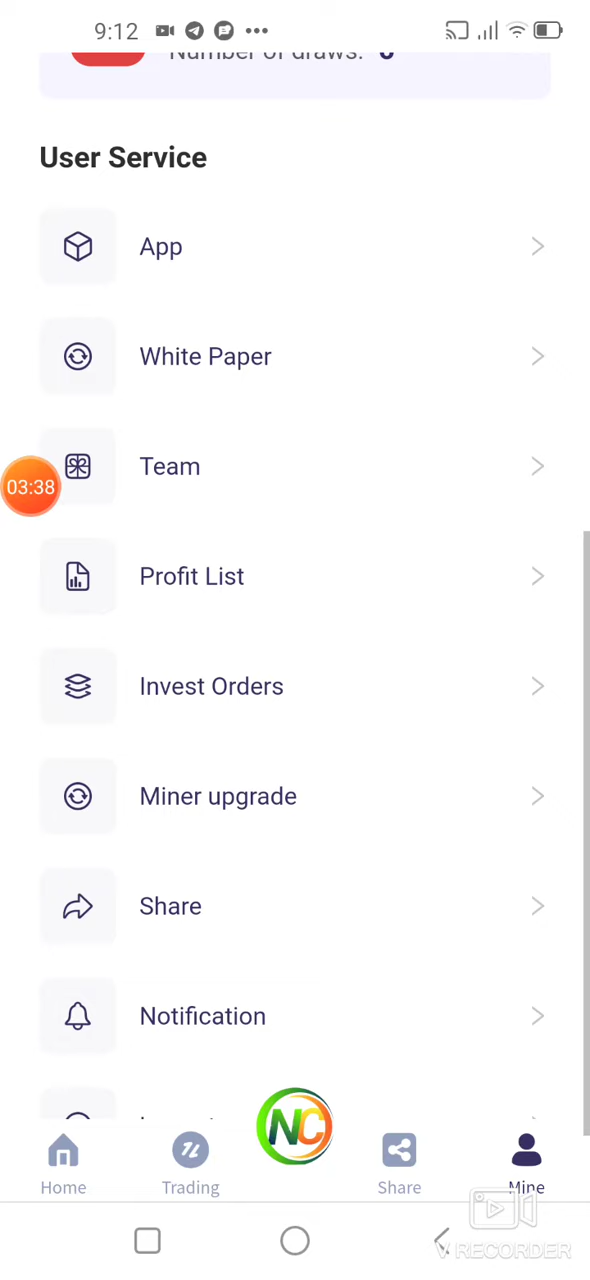 9:12
Number of draws:
User Service
App
White Paper
Team
03:38
Profit List
Invest Orders
Miner upgrade
Share
Notification
NC
Home
Trading
Share
Mine
V RECORDER